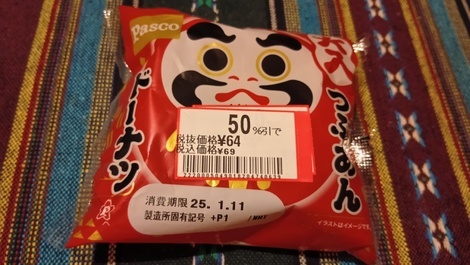 Pasco
つぶあん
ドーナツ
50%引で
税抜価格¥64
税込価格¥69
消費期限 25. 1.11
製造所固有記号 +P1
イラストはイメージです。